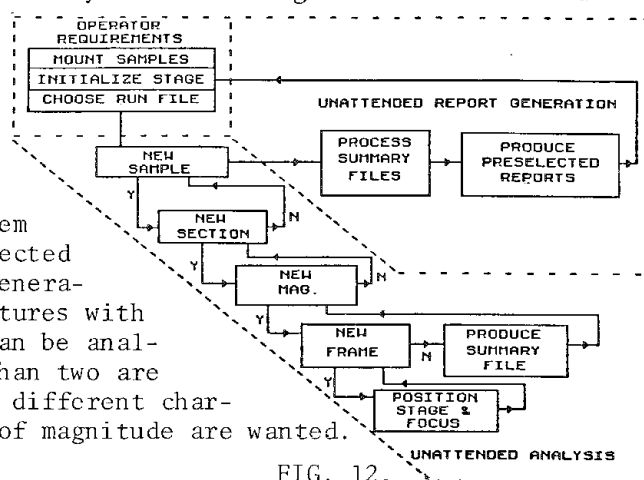 OPERATOR
REQUIREMENTS
MOUNT SAMPLES
INITIALIZE STAGE
CHOOSE RUN FILE
UNATTENDED REPORT GENERATION
NEW
SAMPLE
PROCESS
SUMMARY
FILES
PRODUCE
PRESELECTED
REPORTS
Y
N
NEW
SECTION
Y
N
NEW
MAG.
Y
NEW
FRAME
N
PRODUCE
SUMMARY
FILE
Y
POSITION
STAGE &
FOCUS
UNATTENDED ANALYSIS
em
ected
enera-
tures with
an be anal-
han two are
different char-
of magnitude are wanted.
FIG. 12.